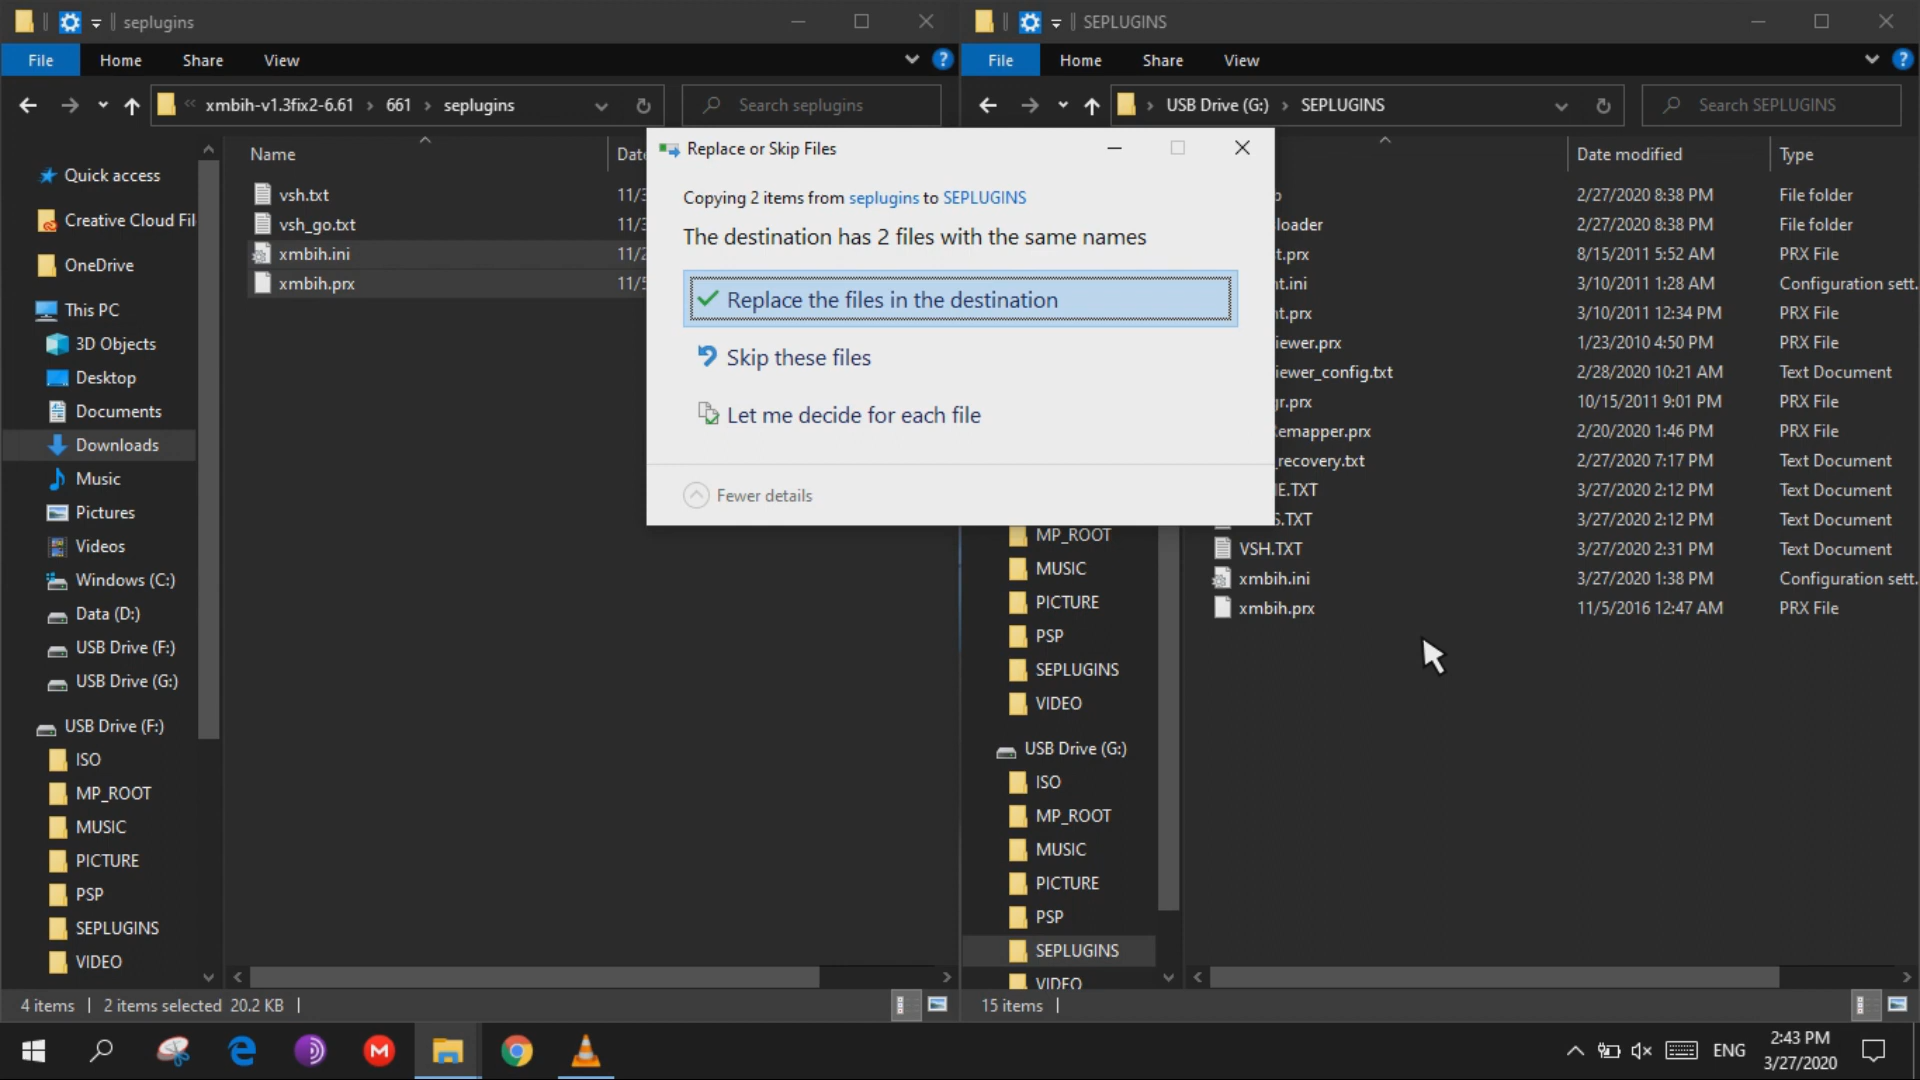 seplugins
File
Home
Share
View
« xmbih-v1.3fix2-6.61 › 661 › seplugins
Search seplugins
Name
Date
vsh.txt
11/3
vsh_go.txt
11/3
xmbih.ini
11/2
xmbih.prx
11/5
Quick access
Creative Cloud Fil
OneDrive
This PC
3D Objects
Desktop
Documents
Downloads
Music
Pictures
Videos
Windows (C:)
Data (D:)
USB Drive (F:)
USB Drive (G:)
USB Drive (F:)
ISO
MP_ROOT
MUSIC
PICTURE
PSP
SEPLUGINS
VIDEO
4 items
2 items selected 20.2 KB
Replace or Skip Files
Copying 2 items from seplugins to SEPLUGINS
The destination has 2 files with the same names
Replace the files in the destination
Skip these files
Let me decide for each file
Fewer details
SEPLUGINS
File
Home
Share
View
› USB Drive (G:) › SEPLUGINS
Search SEPLUGINS
Date modified
Type
2/27/2020 8:38 PM File folder
loader 2/27/2020 8:38 PM File folder
t.prx 8/15/2011 5:52 AM PRX File
nt.ini 3/10/2011 1:28 AM Configuration sett.
nt.prx 3/10/2011 12:34 PM PRX File
iewer.prx 1/23/2010 4:50 PM PRX File
iewer_config.txt 2/28/2020 10:21 AM Text Document
gr.prx 10/15/2011 9:01 PM PRX File
emapper.prx 2/20/2020 1:46 PM PRX File
_recovery.txt 2/27/2020 7:17 PM Text Document
E.TXT 3/27/2020 2:12 PM Text Document
S.TXT 3/27/2020 2:12 PM Text Document
VSH.TXT 3/27/2020 2:31 PM Text Document
xmbih.ini 3/27/2020 1:38 PM Configuration sett.
xmbih.prx 11/5/2016 12:47 AM PRX File
MP_ROOT
MUSIC
PICTURE
PSP
SEPLUGINS
VIDEO
USB Drive (G:)
ISO
MP_ROOT
MUSIC
PICTURE
PSP
SEPLUGINS
VIDEO
15 items
ENG
2:43 PM
3/27/2020